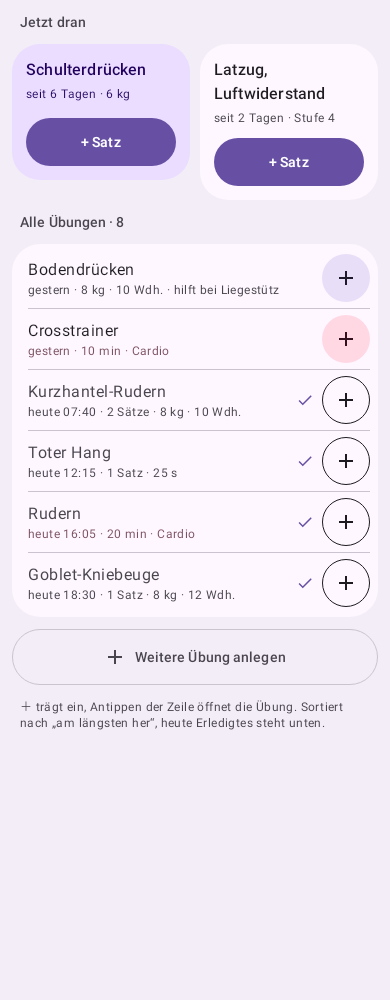 Jetzt dran
Schulterdrücken
seit 6 Tagen · 6 kg
+ Satz
Latzug,
Luftwiderstand
seit 2 Tagen · Stufe 4
+ Satz
Alle Übungen · 8
Bodendrücken
gestern · 8 kg · 10 Wdh. · hilft bei Liegestütz
Crosstrainer
gestern · 10 min · Cardio
Kurzhantel-Rudern
heute 07:40 · 2 Sätze · 8 kg · 10 Wdh.
Toter Hang
heute 12:15 · 1 Satz · 25 s
Rudern
heute 16:05 · 20 min · Cardio
Goblet-Kniebeuge
heute 18:30 · 1 Satz · 8 kg · 12 Wdh.
Weitere Übung anlegen
+ trägt ein, Antippen der Zeile öffnet die Übung. Sortiert
nach „am längsten her“, heute Erledigtes steht unten.